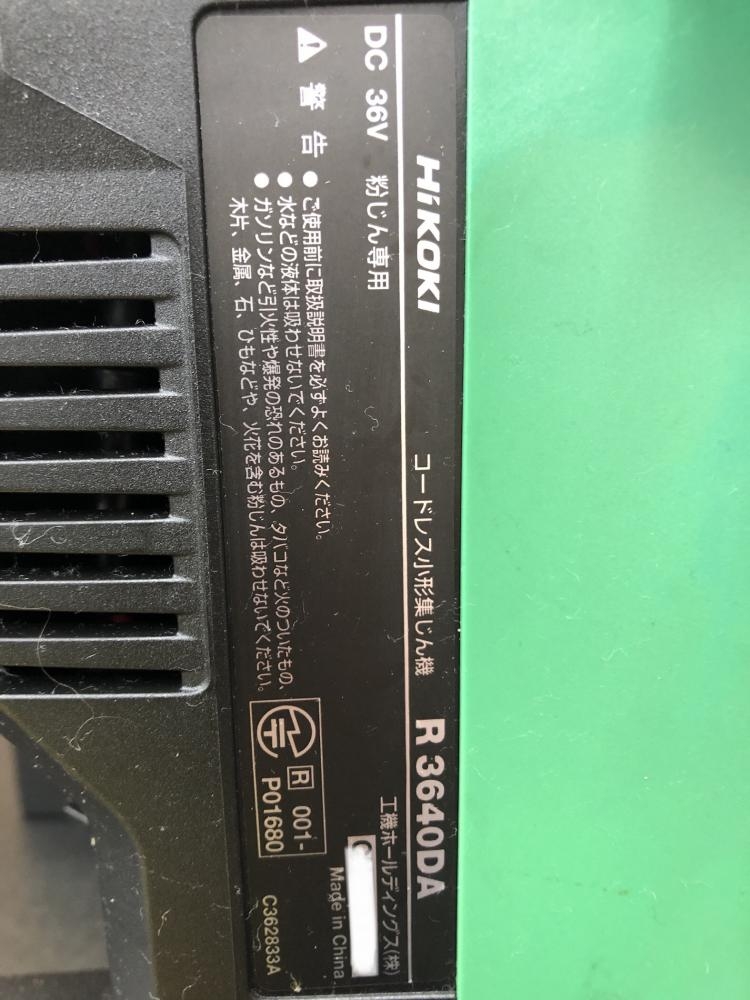 HiKOKI コードレス小形集じん機 R 3640DA
DC 36V 粉じん専用
工機ホールディングス(株)
Made in China
警告
● ご使用前に取扱説明書を必ずよくお読みください。
● 水などの液体は吸わせないでください。
● ガソリンなど引火性や爆発の恐れのあるもの、タバコなど火のついたもの、
木片、金属、石、ひもなどや、火花を含む粉じんは吸わせないでください。
R 001-
P01680
C362833A